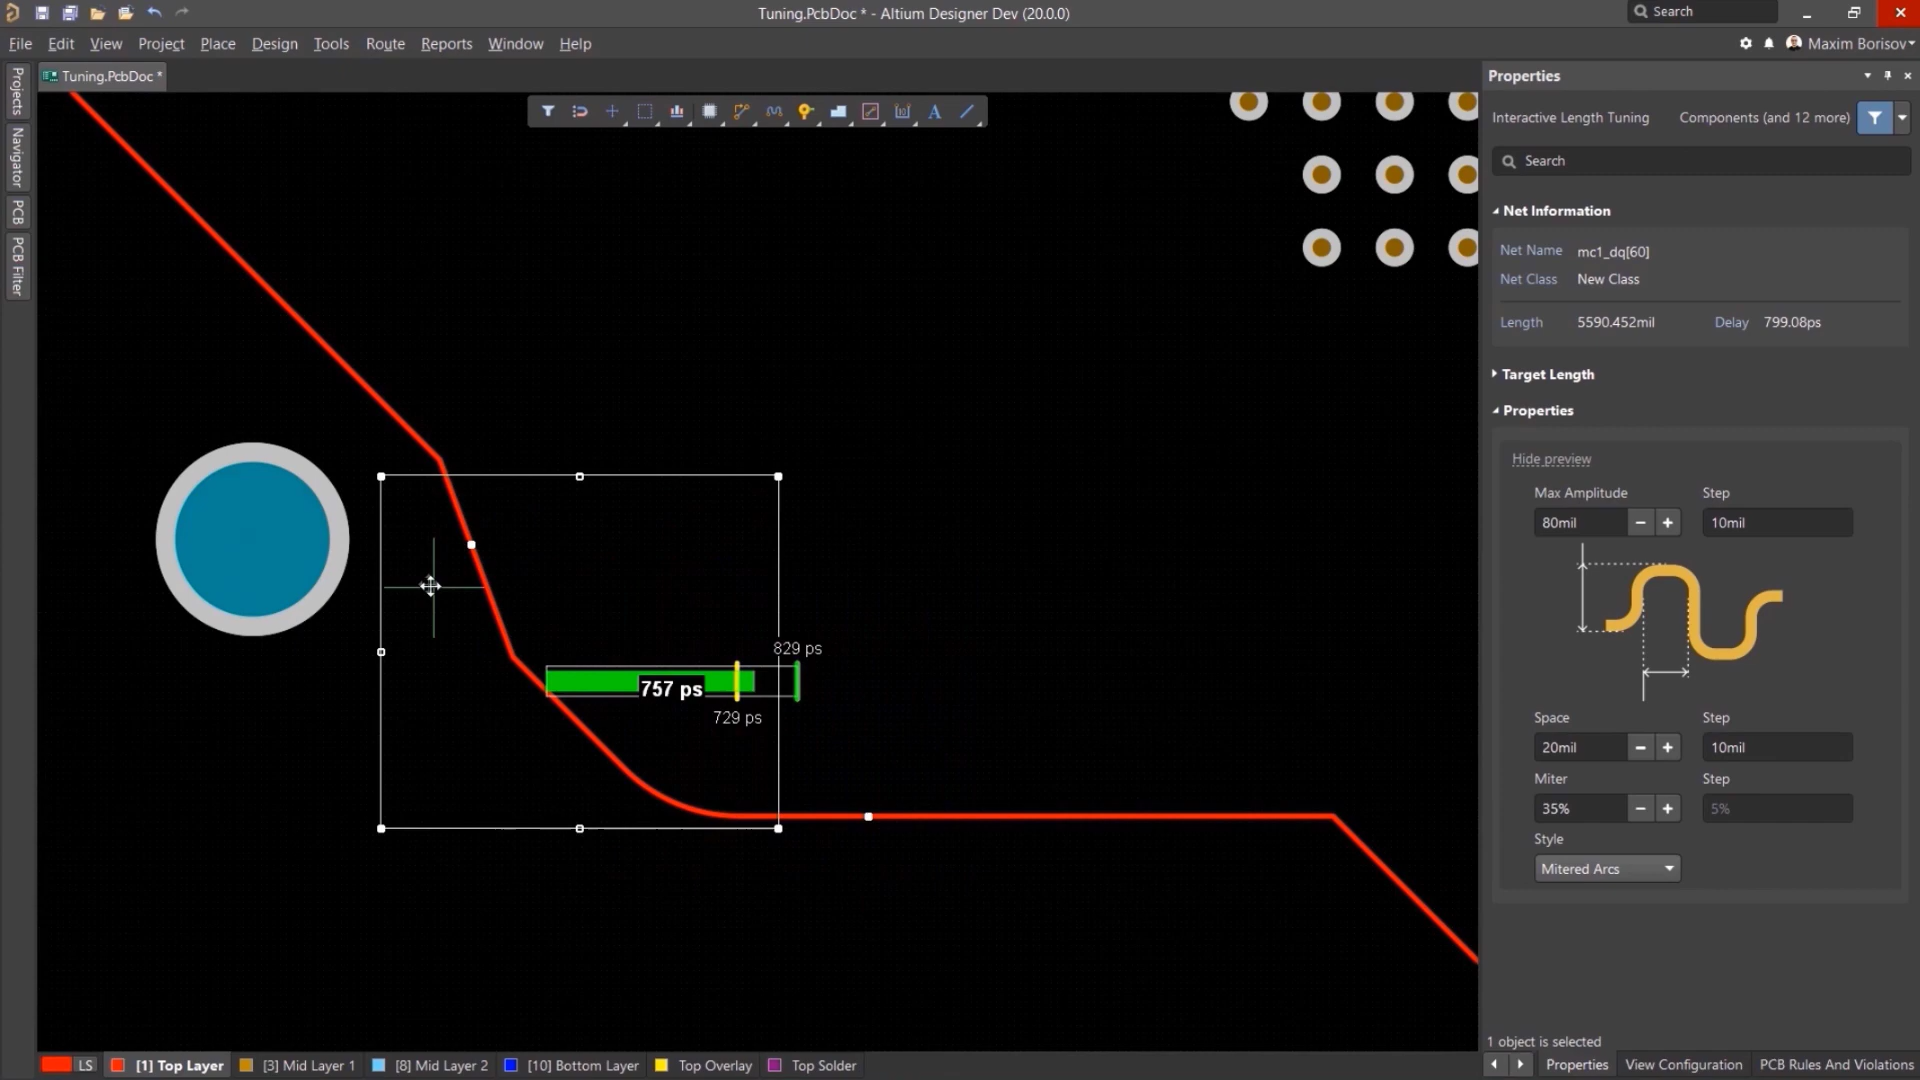 Tuning.PcbDoc * - Altium Designer Dev (20.0.0)
Search
File Edit View Project Place Design Tools Route Reports Window Help
Maxim Borisov
Tuning.PcbDoc *
Projects
Navigator
PCB
PCB Filter
829 ps
757 ps
729 ps
Properties
Interactive Length Tuning Components (and 12 more)
Search
Net Information
Net Name mc1_dq[60]
Net Class New Class
Length 5590.452mil Delay 799.08ps
Target Length
Properties
Hide preview
Max Amplitude Step
80mil 10mil
Space Step
20mil 10mil
Miter Step
35% 5%
Style
Mitered Arcs
1 object is selected
LS [1] Top Layer [3] Mid Layer 1 [8] Mid Layer 2 [10] Bottom Layer Top Overlay Top Solder
Properties View Configuration PCB Rules And Violations